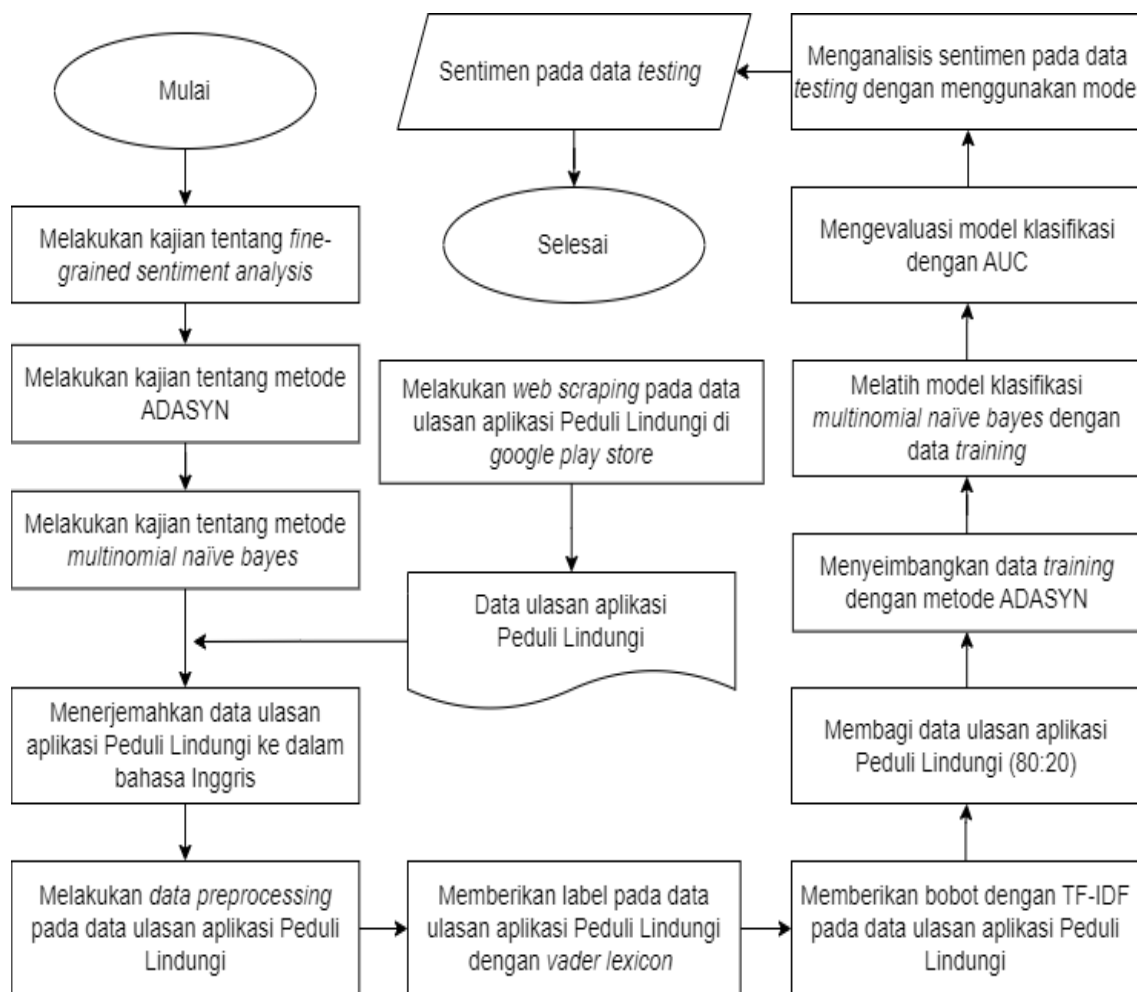 Mulai
Melakukan kajian tentang fine-
grained sentiment analysis
Melakukan kajian tentang metode
ADASYN
Melakukan kajian tentang metode
multinomial naïve bayes
Melakukan web scraping pada data
ulasan aplikasi Peduli Lindungi di
google play store
Data ulasan aplikasi
Peduli Lindungi
Menerjemahkan data ulasan
aplikasi Peduli Lindungi ke dalam
bahasa Inggris
Melakukan data preprocessing
pada data ulasan aplikasi Peduli
Lindungi
Memberikan label pada data
ulasan aplikasi Peduli Lindungi
dengan vader lexicon
Memberikan bobot dengan TF-IDF
pada data ulasan aplikasi Peduli
Lindungi
Membagi data ulasan aplikasi
Peduli Lindungi (80:20)
Menyeimbangkan data training
dengan metode ADASYN
Melatih model klasifikasi
multinomial naïve bayes dengan
data training
Mengevaluasi model klasifikasi
dengan AUC
Menganalisis sentimen pada data
testing dengan menggunakan model
Sentimen pada data testing
Selesai